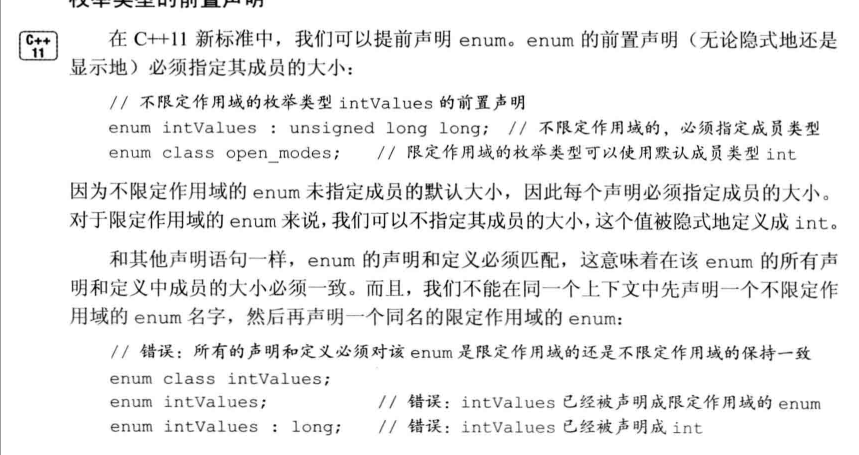 枚举类型的前置声明
C++
11
在 C++11 新标准中，我们可以提前声明 enum。enum 的前置声明（无论隐式地还是
显示地）必须指定其成员的大小：
// 不限定作用域的枚举类型 intValues 的前置声明
enum intValues : unsigned long long; // 不限定作用域的，必须指定成员类型
enum class open_modes; // 限定作用域的枚举类型可以使用默认成员类型 int
因为不限定作用域的 enum 未指定成员的默认大小，因此每个声明必须指定成员的大小。
对于限定作用域的 enum 来说，我们可以不指定其成员的大小，这个值被隐式地定义成 int。
和其他声明语句一样，enum 的声明和定义必须匹配，这意味着在该 enum 的所有声
明和定义中成员的大小必须一致。而且，我们不能在同一个上下文中先声明一个不限定作
用域的 enum 名字，然后再声明一个同名的限定作用域的 enum：
// 错误：所有的声明和定义必须对该 enum 是限定作用域的还是不限定作用域的保持一致
enum class intValues;
enum intValues; // 错误：intValues 已经被声明成限定作用域的 enum
enum intValues : long; // 错误：intValues 已经被声明成 int